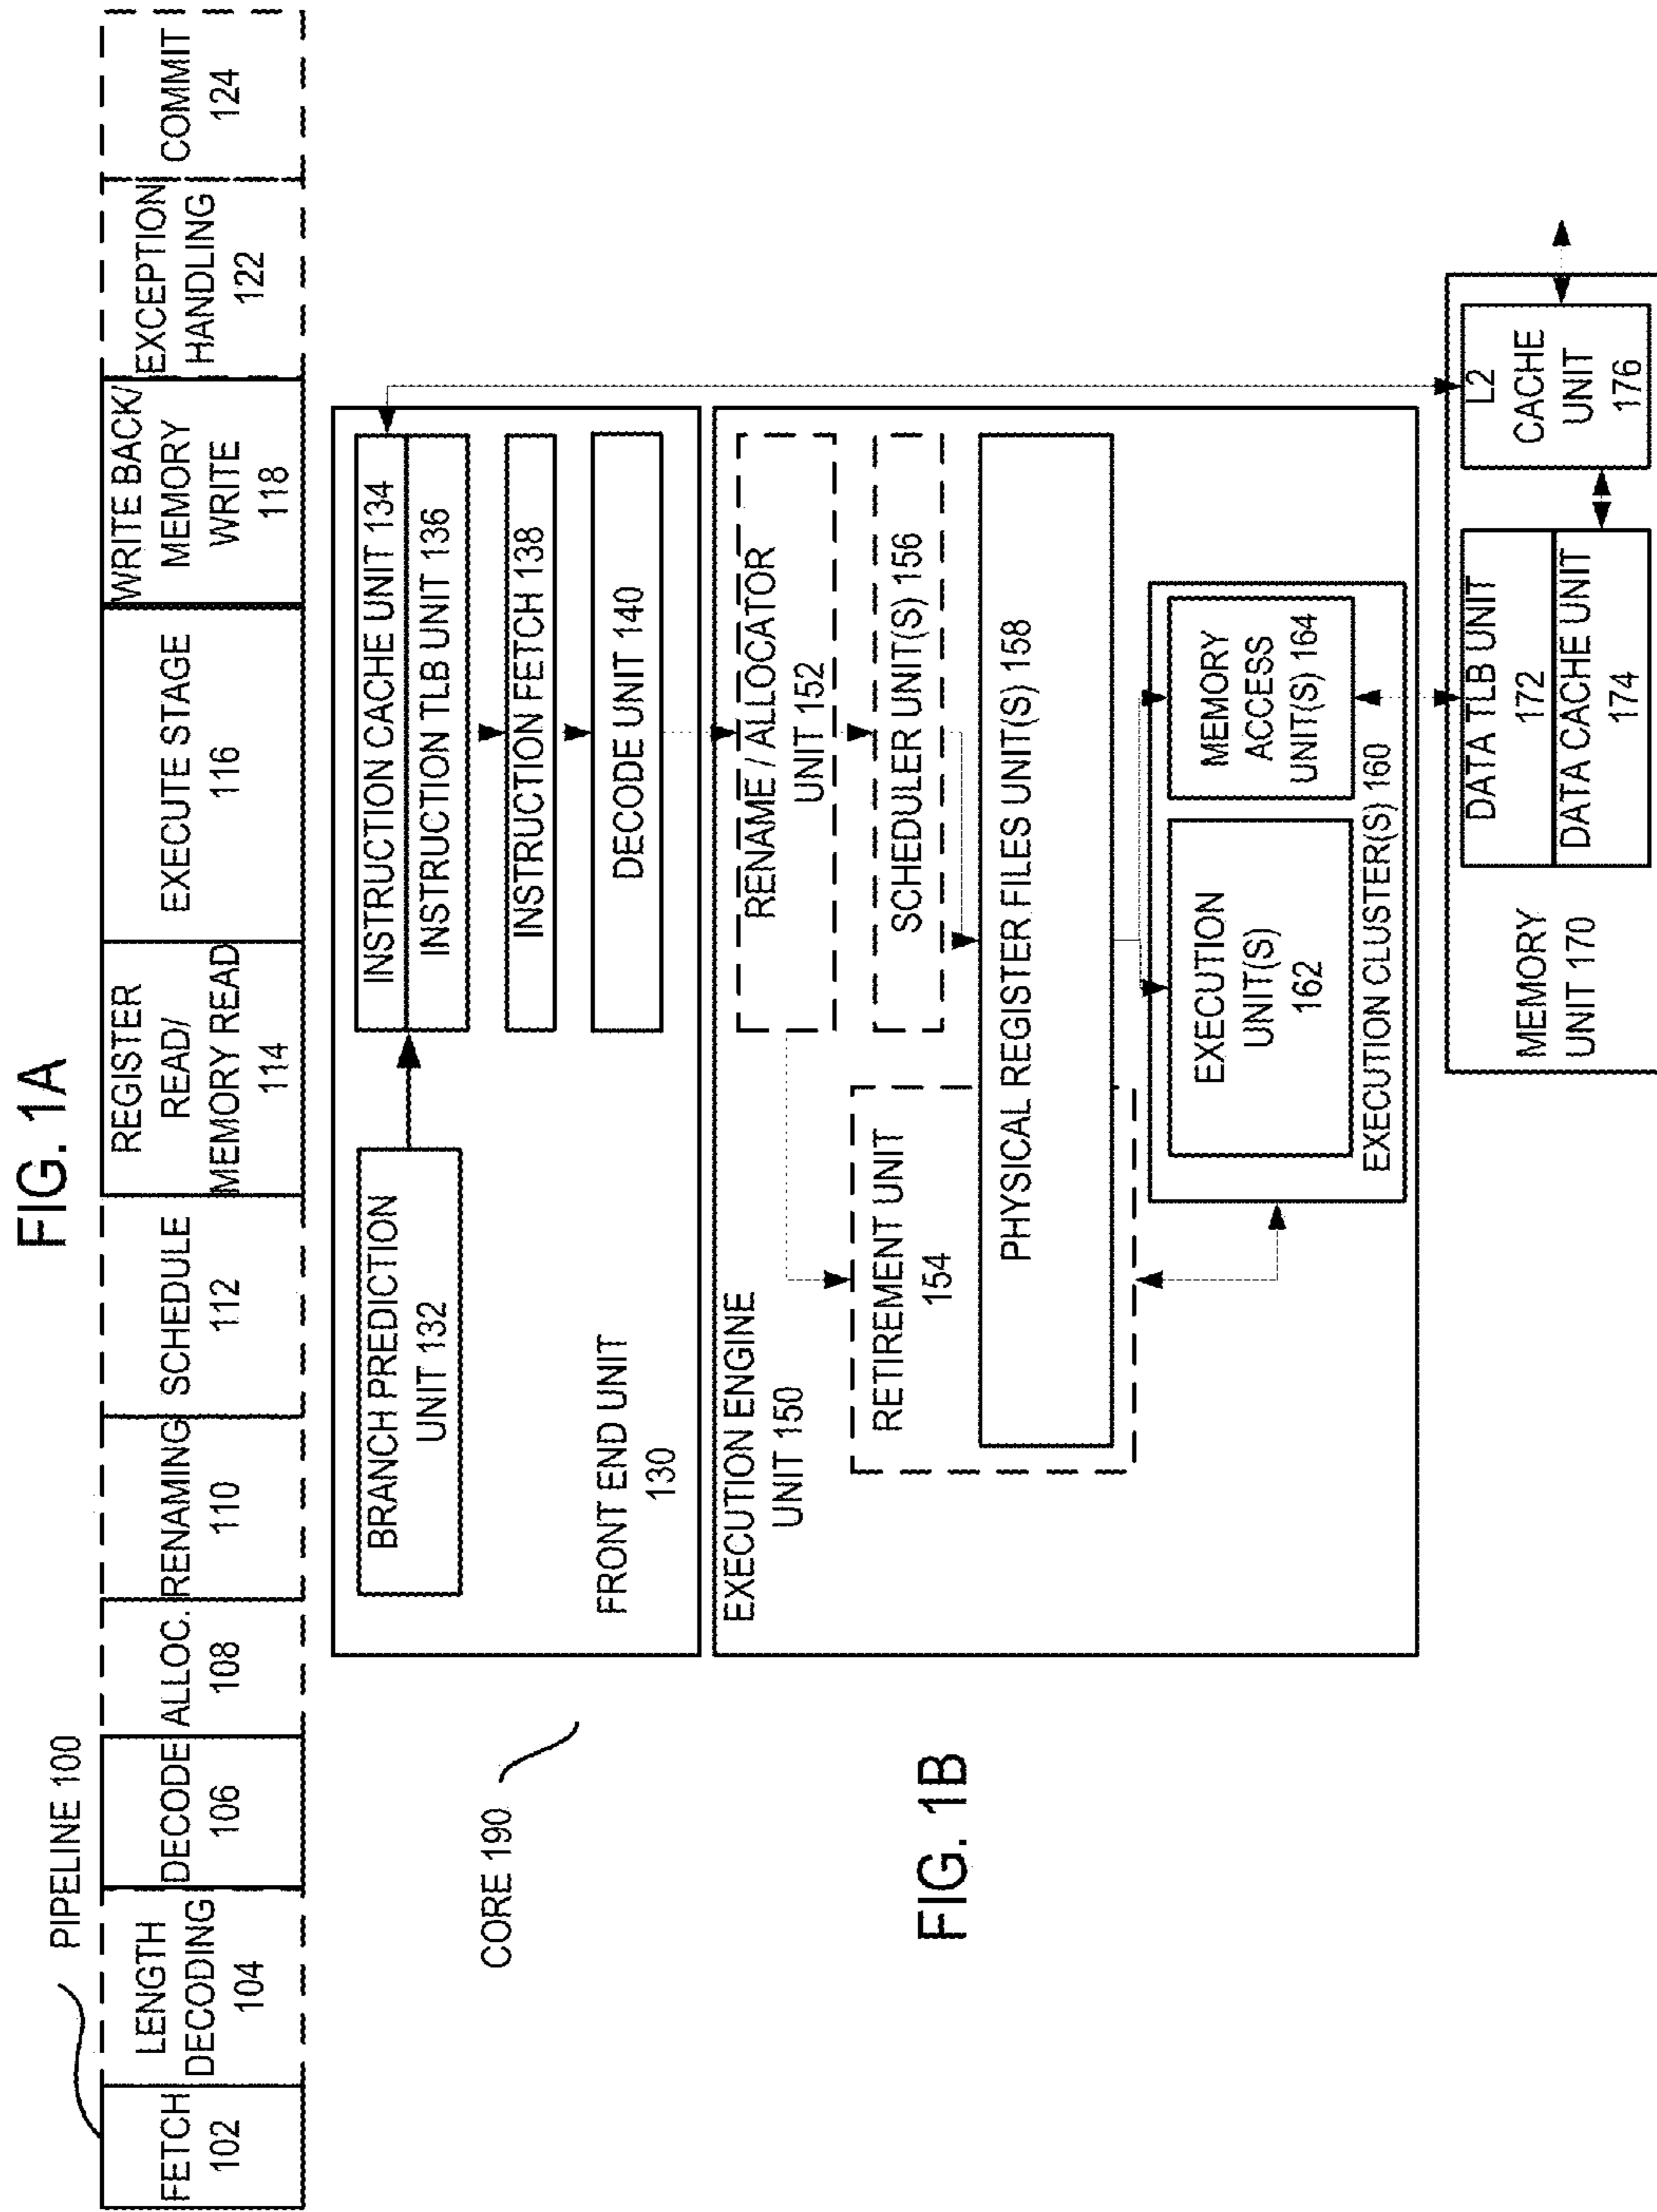 FIG. 1A
PIPELINE 100
FETCH
102
LENGTH
DECODING
104
DECODE
106
ALLOC.
108
RENAMING
110
SCHEDULE
112
REGISTER
READ/
MEMORY READ
114
EXECUTE STAGE
116
WRITE BACK/
MEMORY
WRITE
118
EXCEPTION
HANDLING
122
COMMIT
124
CORE 190
BRANCH PREDICTION
UNIT 132
INSTRUCTION CACHE UNIT 134
INSTRUCTION TLB UNIT 136
INSTRUCTION FETCH 138
DECODE UNIT 140
FRONT END UNIT
130
EXECUTION ENGINE
UNIT 150
RENAME / ALLOCATOR
UNIT 152
RETIREMENT UNIT
154
SCHEDULER UNIT(S) 156
PHYSICAL REGISTER FILES UNIT(S) 158
EXECUTION
UNIT(S)
162
MEMORY
ACCESS
UNIT(S) 164
EXECUTION CLUSTER(S) 160
MEMORY
UNIT 170
DATA TLB UNIT
172
DATA CACHE UNIT
174
L2
CACHE
UNIT
176
FIG. 1B